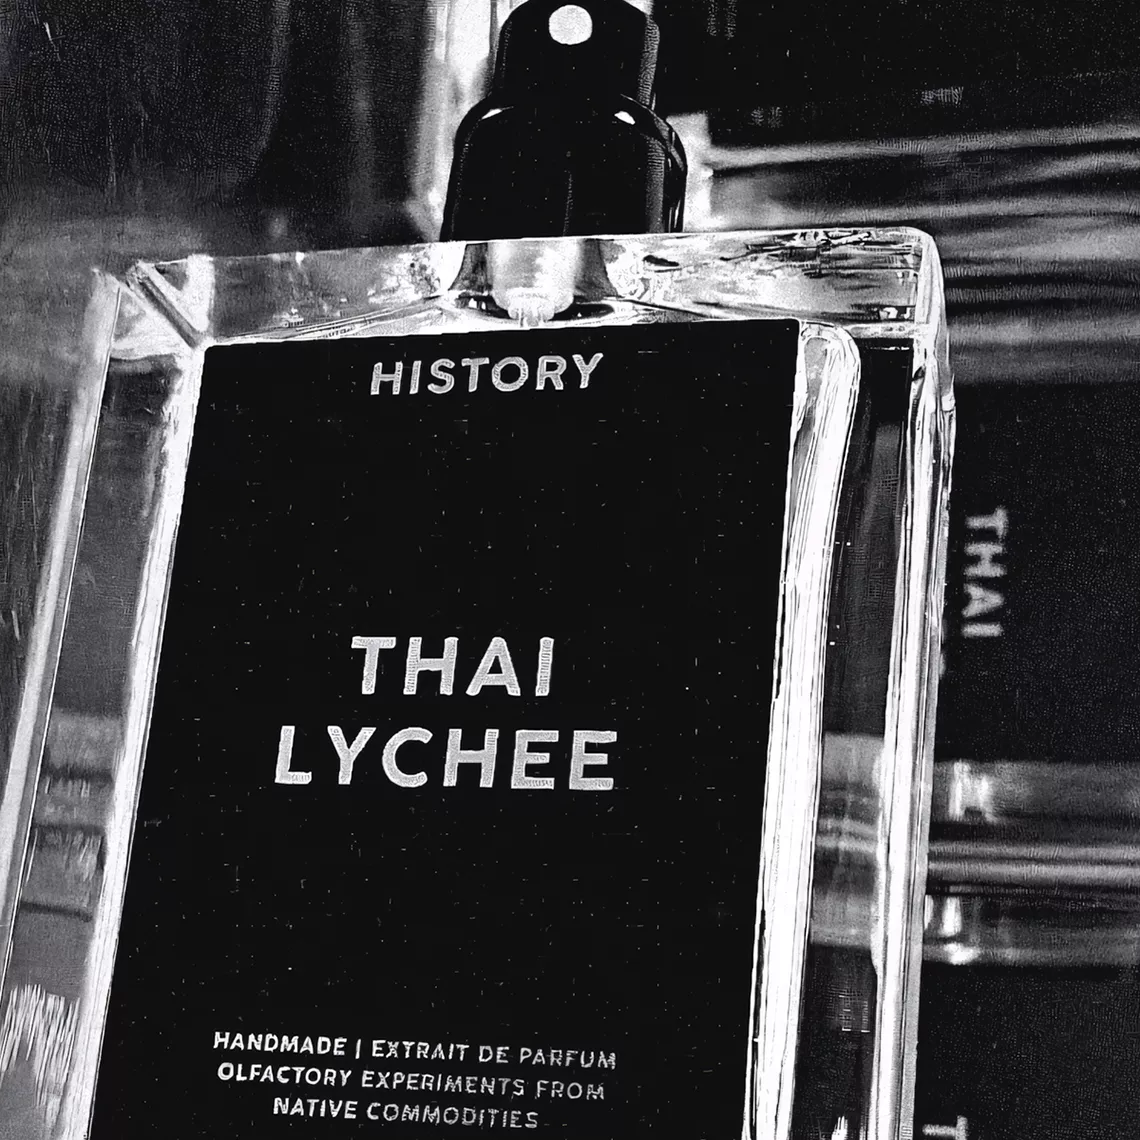 HISTORY
THAI
LYCHEE
HANDMADE | EXTRAIT DE PARFUM
OLFACTORY EXPERIMENTS FROM
NATIVE COMMODITIES
THAI